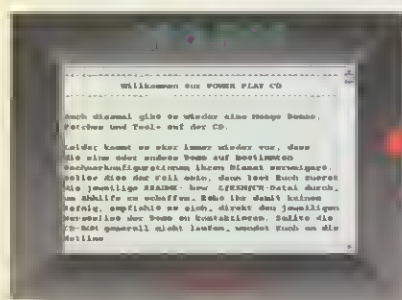 Willkommen zur POWER PLAY CD
Auch diesmal gibt es wieder eine Menge Demos,
Patches und Tools auf der CD.
Leider kommt es aber immer wieder vor, dass
die eine oder andere Demo auf bestimmten
Rechnerkonfigurationen ihren Dienst verweigert.
Sollte dies der Fall sein, dann lest Euch zuerst
die jeweilige README- bzw. LIESMICH-Datei durch,
um Abhilfe zu schaffen. Habt ihr damit keinen
Erfolg, empfiehlt es sich, direkt den jeweiligen
Hersteller der Demo zu kontaktieren. Sollte die
CD-ROM generell nicht laufen, wendet Euch an die
Hotline